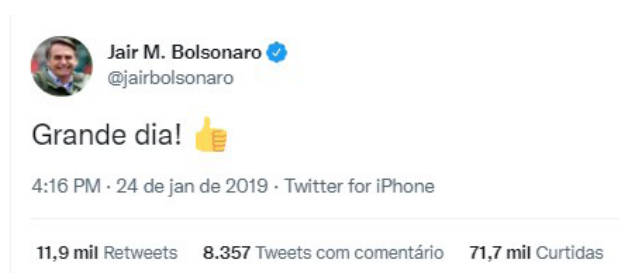 Jair M. Bolsonaro
@jairbolsonaro
Grande dia! 👍
4:16 PM · 24 de jan de 2019 · Twitter for iPhone
11,9 mil Retweets 8.357 Tweets com comentário 71,7 mil Curtidas